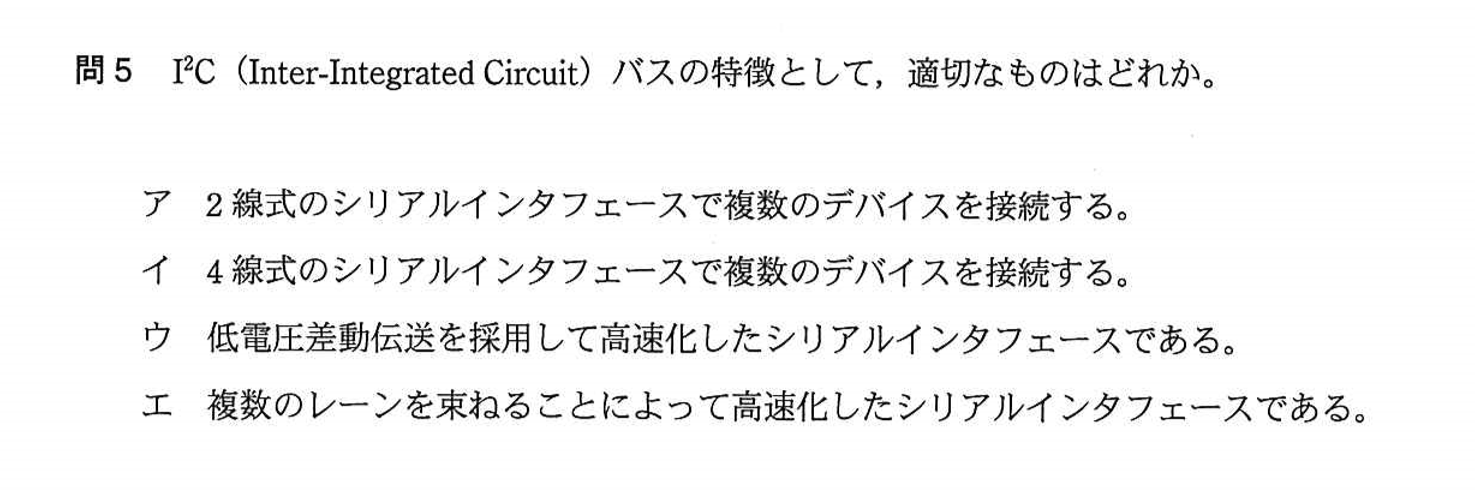 問5 I²C（Inter-Integrated Circuit）バスの特徴として，適切なものはどれか。
ア 2線式のシリアルインタフェースで複数のデバイスを接続する。
イ 4線式のシリアルインタフェースで複数のデバイスを接続する。
ウ 低電圧差動伝送を採用して高速化したシリアルインタフェースである。
エ 複数のレーンを束ねることによって高速化したシリアルインタフェースである。